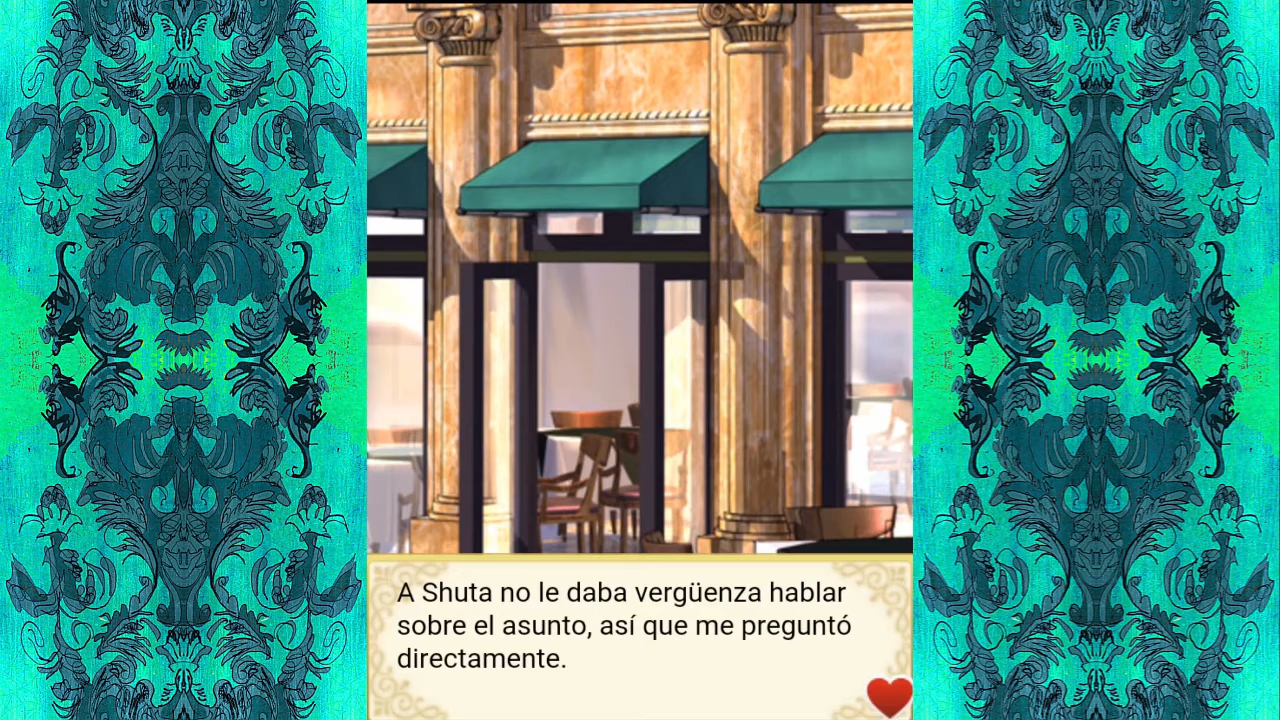 A Shuta no le daba vergüenza hablar
sobre el asunto, así que me preguntó
directamente.